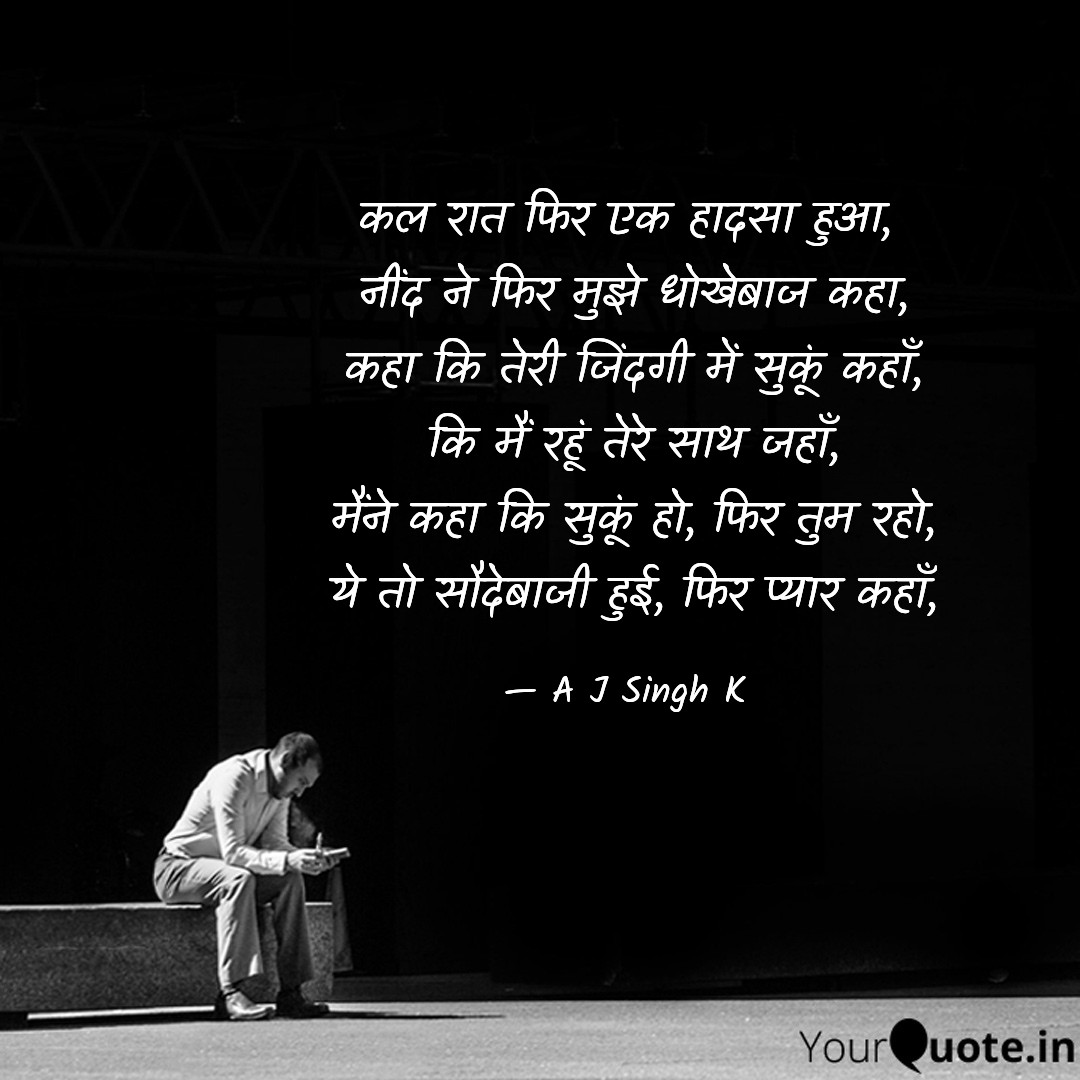 कल रात फिर एक हादसा हुआ,
नींद ने फिर मुझे धोखेबाज कहा,
कहा कि तेरी जिंदगी में सुकूं कहाँ,
कि मैं रहूं तेरे साथ जहाँ,
मैंने कहा कि सुकूं हो, फिर तुम रहो,
ये तो सौदेबाजी हुई, फिर प्यार कहाँ,
— A J Singh K
YourQuote.in